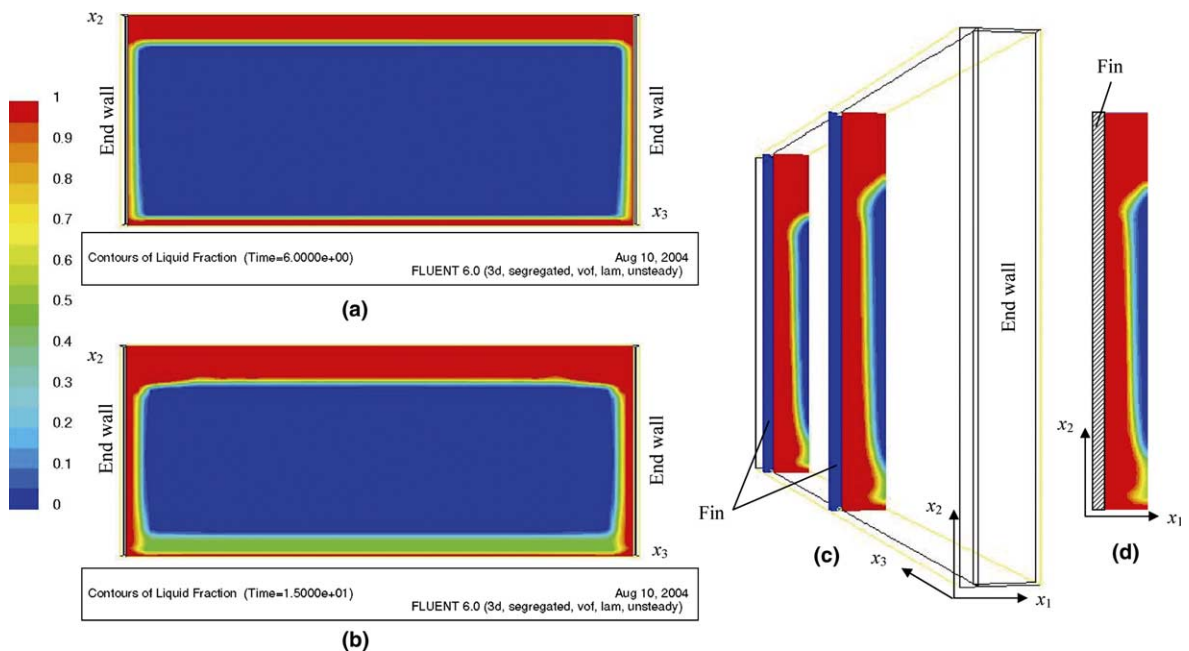 1
0.9
0.8
0.7
0.6
0.5
0.4
0.3
0.2
0.1
0
x2
End wall
End wall
x3
Contours of Liquid Fraction (Time=6.0000e+00)
Aug 10, 2004
FLUENT 6.0 (3d, segregated, vof, lam, unsteady)
(a)
x2
End wall
End wall
x3
Contours of Liquid Fraction (Time=1.5000e+01)
Aug 10, 2004
FLUENT 6.0 (3d, segregated, vof, lam, unsteady)
(b)
End wall
Fin
x2
x3
x1
(c)
Fin
x2
x1
(d)